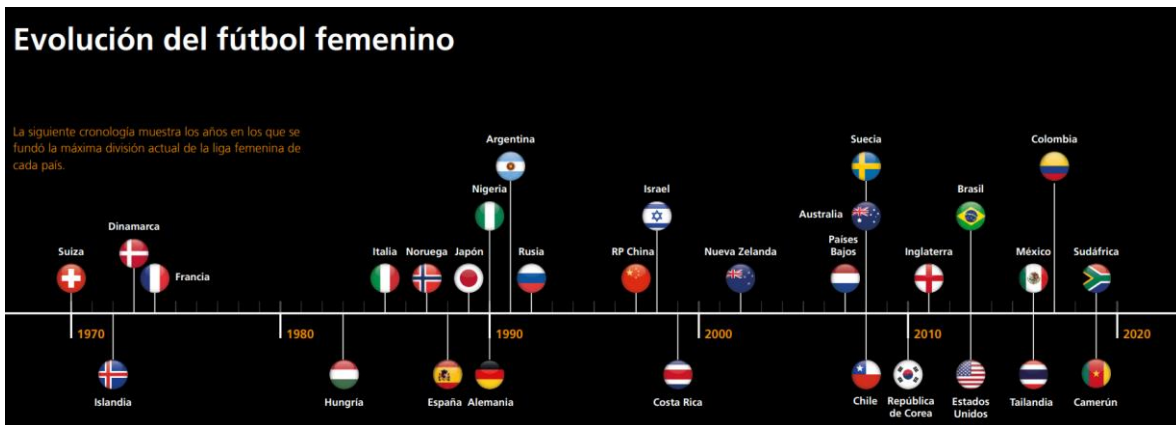 Evolución del fútbol femenino
La siguiente cronología muestra los años en los que se
fundó la máxima división actual de la liga femenina de
cada país.
Argentina
Suecia
Colombia
Nigeria
Israel
Brasil
Australia
Dinamarca
Países
Bajos
Suiza
Francia
Italia
Noruega
Japón
Rusia
RP China
Nueva Zelanda
Inglaterra
México
Sudáfrica
1970
1980
1990
2000
2010
2020
Islandia
Hungría
España
Alemania
Costa Rica
Chile
República
de Corea
Estados
Unidos
Tailandia
Camerún